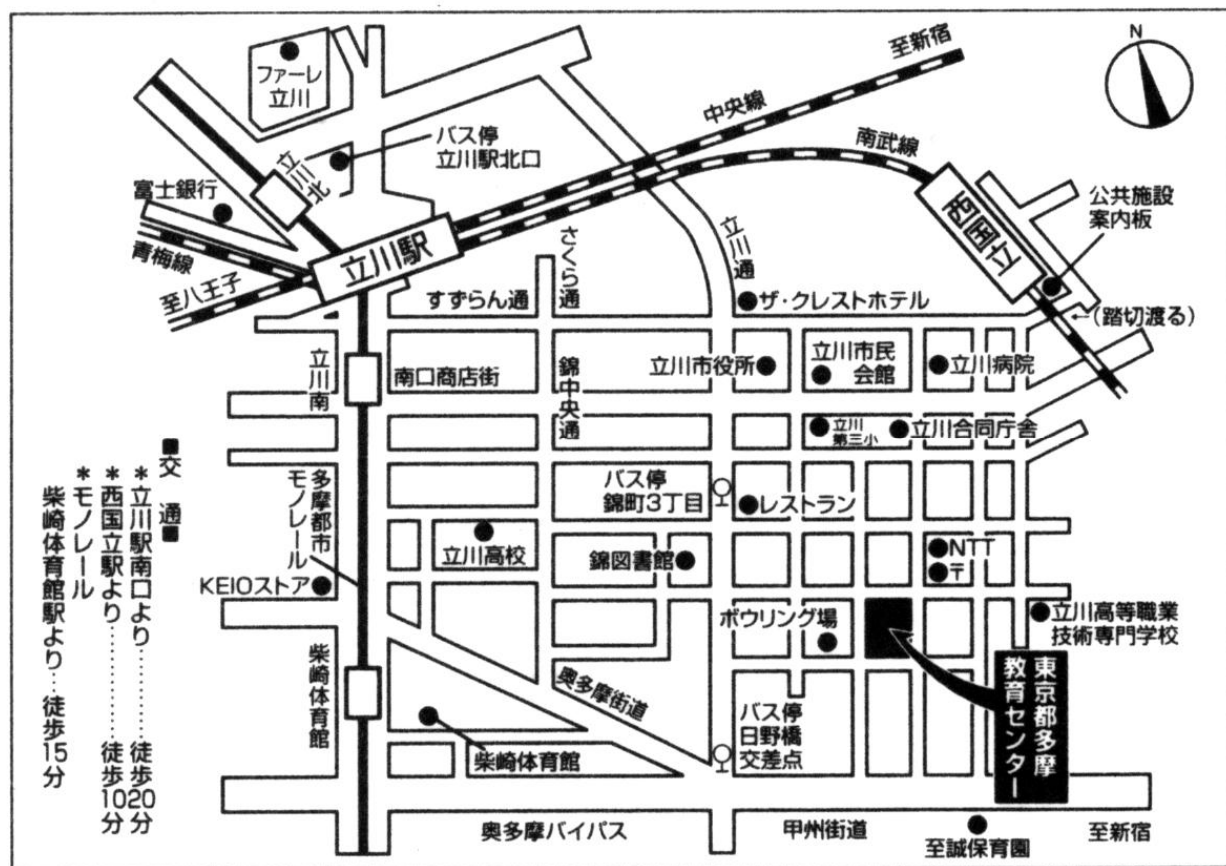 N
至新宿
中央線
南武線
ファーレ
立川
バス停
立川駅北口
立川北
富士銀行
青梅線
至八王子
立川駅
さくら通
立川通
西国立
公共施設
案内板
すずらん通
ザ・クレストホテル
←(踏切渡る)
立川南
南口商店街
錦中央通
立川市役所
立川市民
会館
立川病院
立川
第三小
立川合同庁舎
多摩都市
モノレール
バス停
錦町3丁目
レストラン
立川高校
錦図書館
NTT
〒
KEIOストア
ボウリング場
立川高等職業
技術専門学校
柴崎体育館
奥多摩街道
柴崎体育館
バス停
日野橋
交差点
東京都多摩
教育センター
奥多摩バイパス
甲州街道
至誠保育園
至新宿
■交 通■
*立川駅南口より…………徒歩20分
*西国立駅より……………徒歩10分
*モノレール
柴崎体育館駅より…徒歩15分